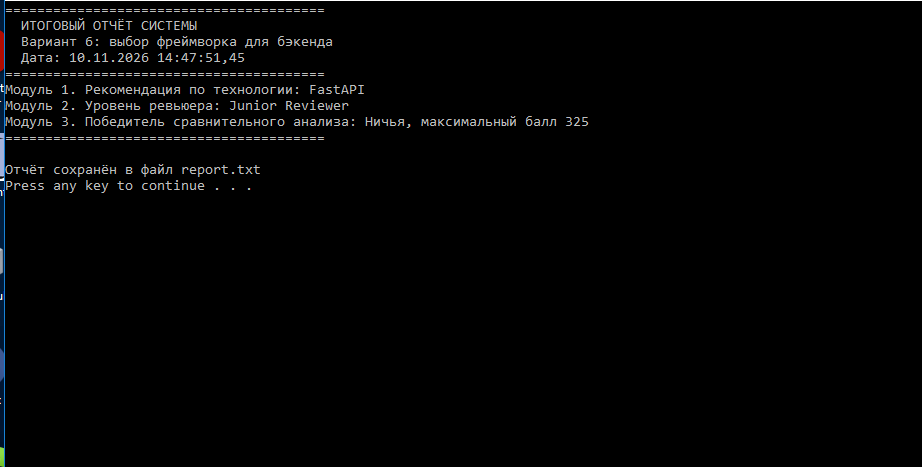 ========================================
ИТОГОВЫЙ ОТЧЁТ СИСТЕМЫ
Вариант 6: выбор фреймворка для бэкенда
Дата: 10.11.2026 14:47:51,45
========================================
Модуль 1. Рекомендация по технологии: FastAPI
Модуль 2. Уровень ревьюера: Junior Reviewer
Модуль 3. Победитель сравнительного анализа: Ничья, максимальный балл 325
========================================
Отчёт сохранён в файл report.txt
Press any key to continue . . .